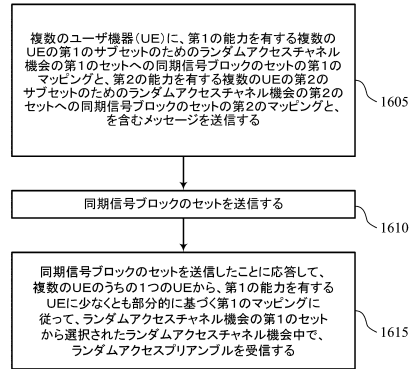 複数のユーザ機器(UE)に、第1の能力を有する複数の
UEの第1のサブセットのためのランダムアクセスチャネル
機会の第1のセットへの同期信号ブロックのセットの第1の
マッピングと、第2の能力を有する複数のUEの第2の
サブセットのためのランダムアクセスチャネル機会の第2の
セットへの同期信号ブロックのセットの第2のマッピングと、
を含むメッセージを送信する
1605
同期信号ブロックのセットを送信する
1610
同期信号ブロックのセットを送信したことに応答して、
複数のUEのうちの1つのUEから、第1の能力を有する
UEに少なくとも部分的に基づく第1のマッピングに
従って、ランダムアクセスチャネル機会の第1のセット
から選択されたランダムアクセスチャネル機会中で、
ランダムアクセスプリアンブルを受信する
1615